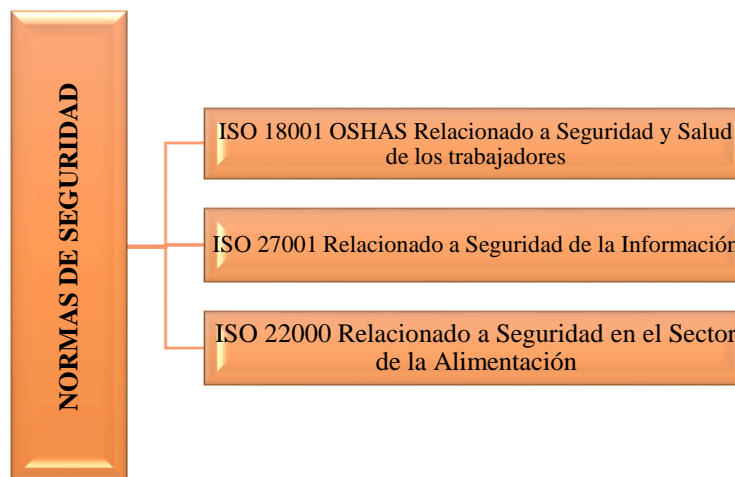 NORMAS DE SEGURIDAD
ISO 18001 OSHAS Relacionado a Seguridad y Salud
de los trabajadores
ISO 27001 Relacionado a Seguridad de la Información
ISO 22000 Relacionado a Seguridad en el Sector
de la Alimentación